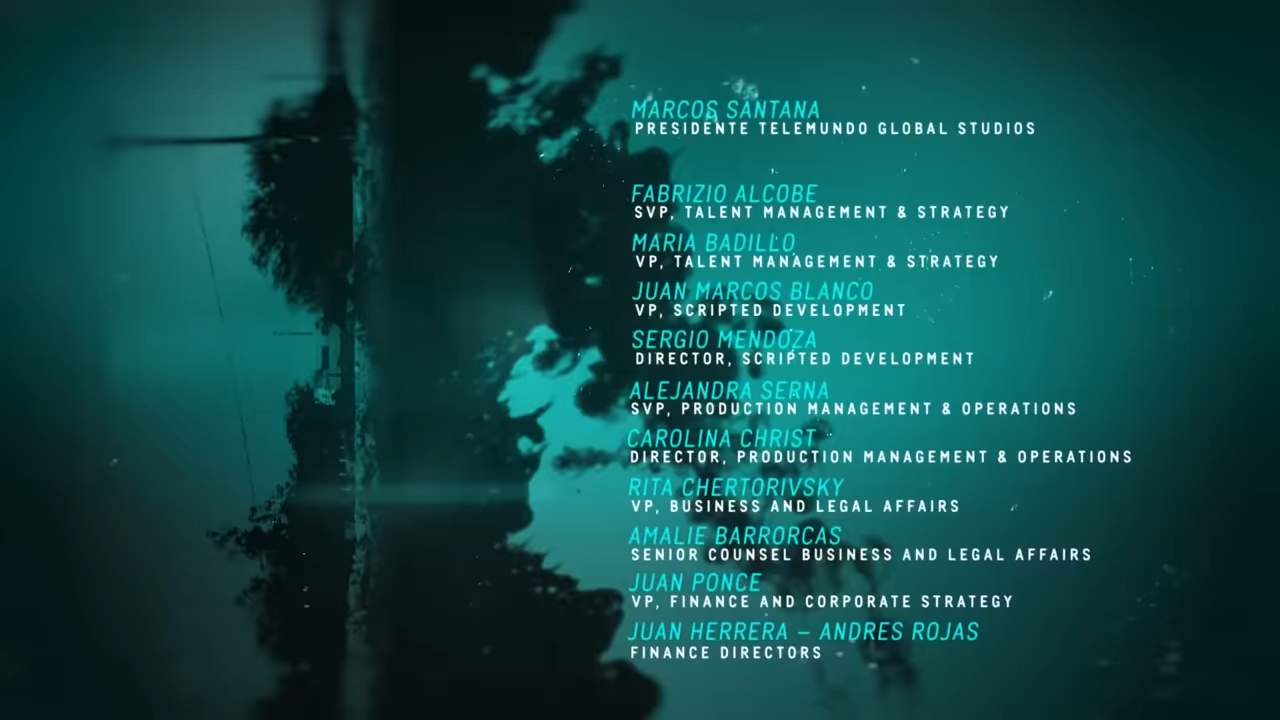 MARCOS SANTANA
PRESIDENTE TELEMUNDO GLOBAL STUDIOS
FABRIZIO ALCOBE
SVP, TALENT MANAGEMENT & STRATEGY
MARIA BADILLO
VP, TALENT MANAGEMENT & STRATEGY
JUAN MARCOS BLANCO
VP, SCRIPTED DEVELOPMENT
SERGIO MENDOZA
DIRECTOR, SCRIPTED DEVELOPMENT
ALEJANDRA SERNA
SVP, PRODUCTION MANAGEMENT & OPERATIONS
CAROLINA CHRIST
DIRECTOR, PRODUCTION MANAGEMENT & OPERATIONS
RITA CHERTORIVSKY
VP, BUSINESS AND LEGAL AFFAIRS
AMALIE BARRORCAS
SENIOR COUNSEL BUSINESS AND LEGAL AFFAIRS
JUAN PONCE
VP, FINANCE AND CORPORATE STRATEGY
JUAN HERRERA – ANDRES ROJAS
FINANCE DIRECTORS